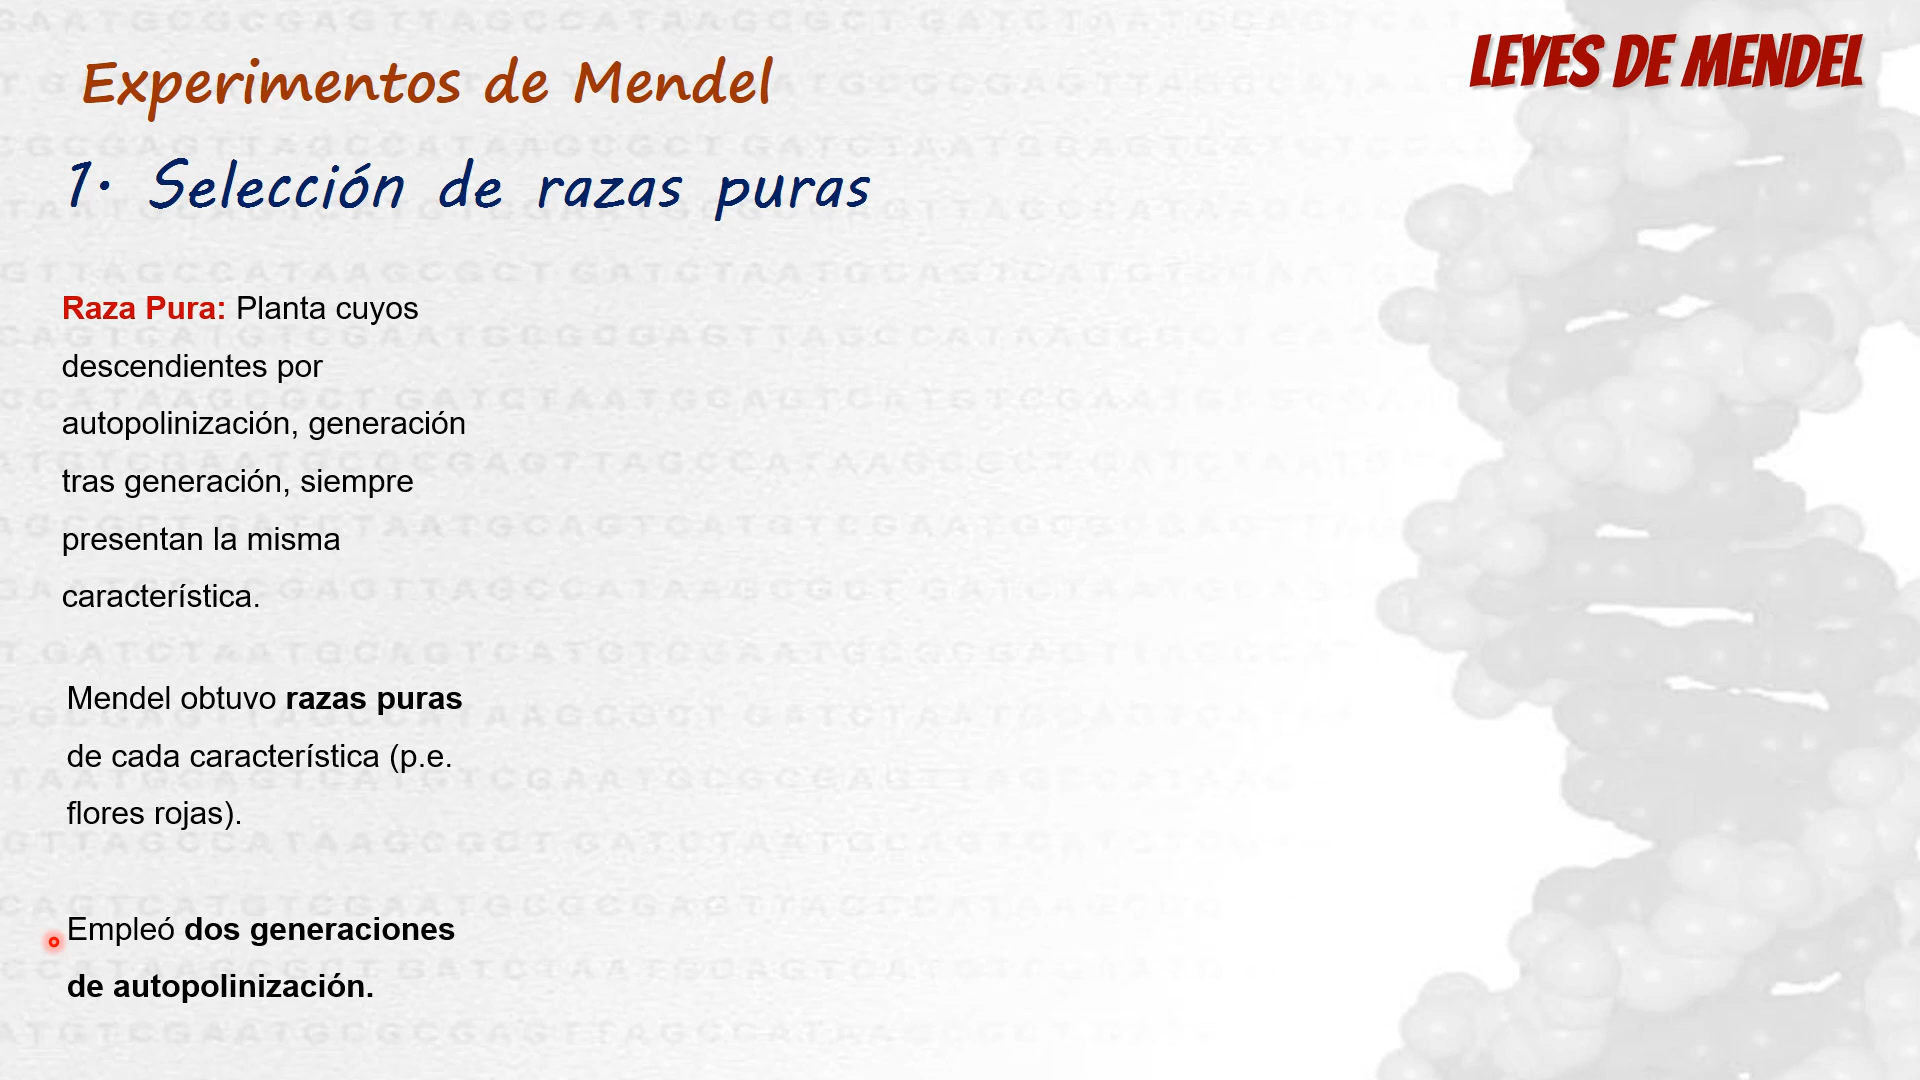 LEYES DE MENDEL
Experimentos de Mendel
1. Selección de razas puras
Raza Pura: Planta cuyos
descendientes por
autopolinización, generación
tras generación, siempre
presentan la misma
característica.
Mendel obtuvo razas puras
de cada característica (p.e.
flores rojas).
Empleó dos generaciones
de autopolinización.